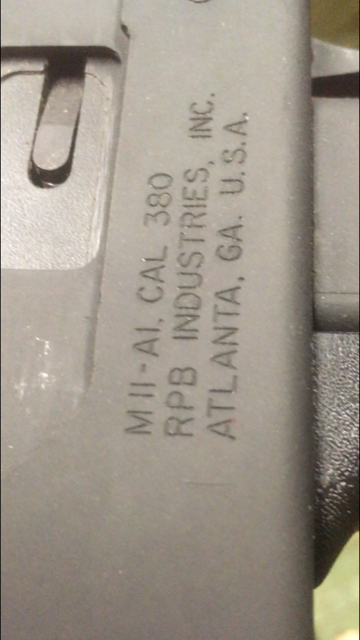 M11-A1. CAL 380
RPB INDUSTRIES, INC.
ATLANTA, GA. U.S.A.